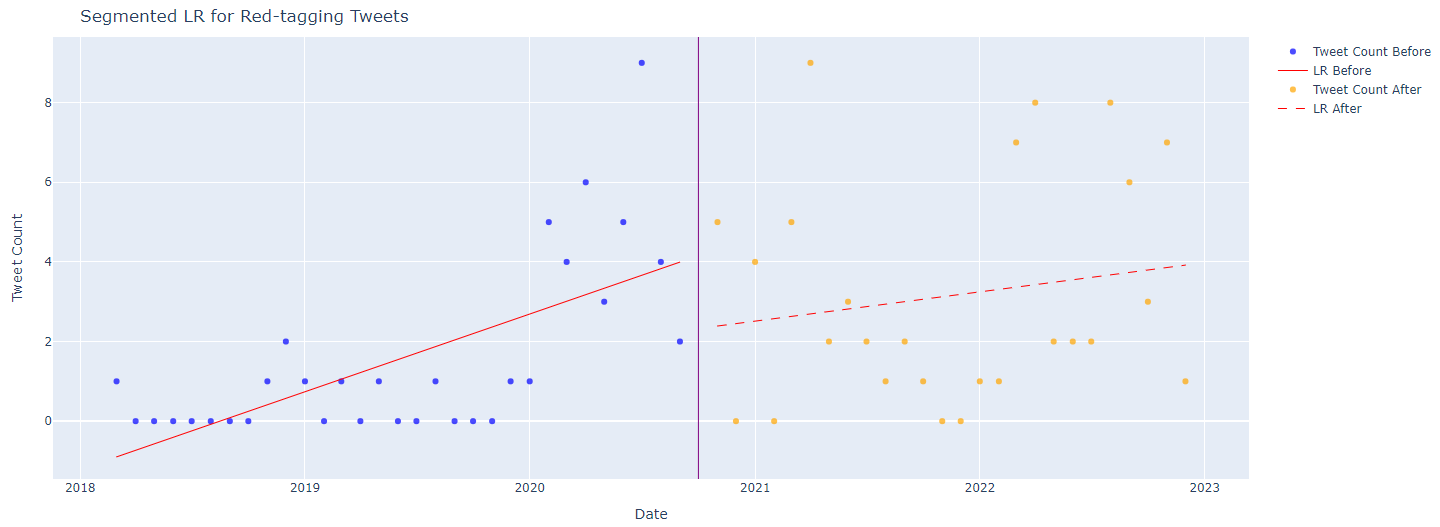 Segmented LR for Red-tagging Tweets
Tweet Count
8
6
4
2
0
2018
2019
2020
2021
2022
2023
Date
Tweet Count Before
LR Before
Tweet Count After
LR After